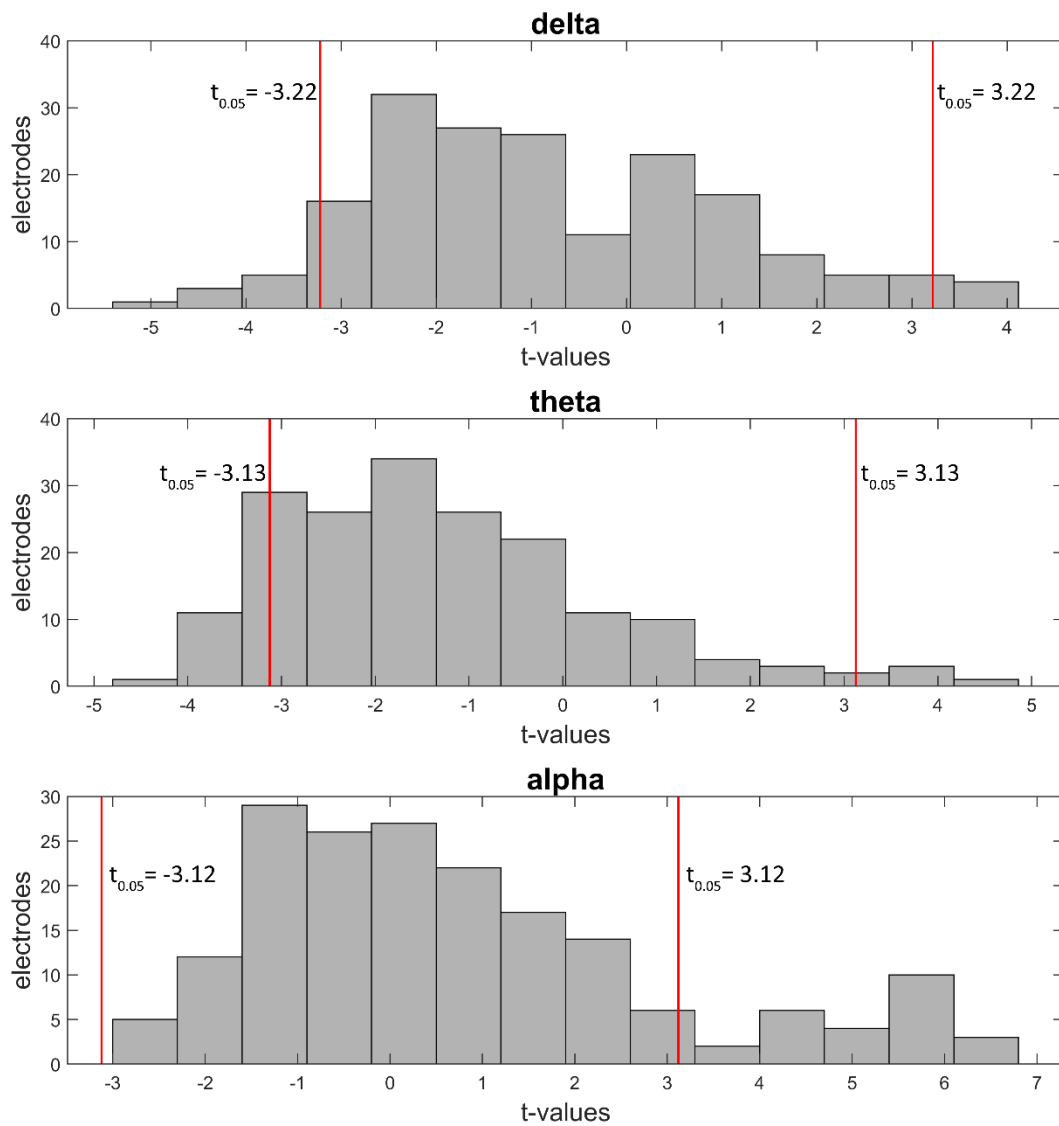 delta
40
30
20
10
0
electrodes
t0.05= -3.22
t0.05= 3.22
-5 -4 -3 -2 -1 0 1 2 3 4
t-values
theta
40
30
20
10
0
electrodes
t0.05= -3.13
t0.05= 3.13
-5 -4 -3 -2 -1 0 1 2 3 4 5
t-values
alpha
30
25
20
15
10
5
0
electrodes
t0.05= -3.12
t0.05= 3.12
-3 -2 -1 0 1 2 3 4 5 6 7
t-values